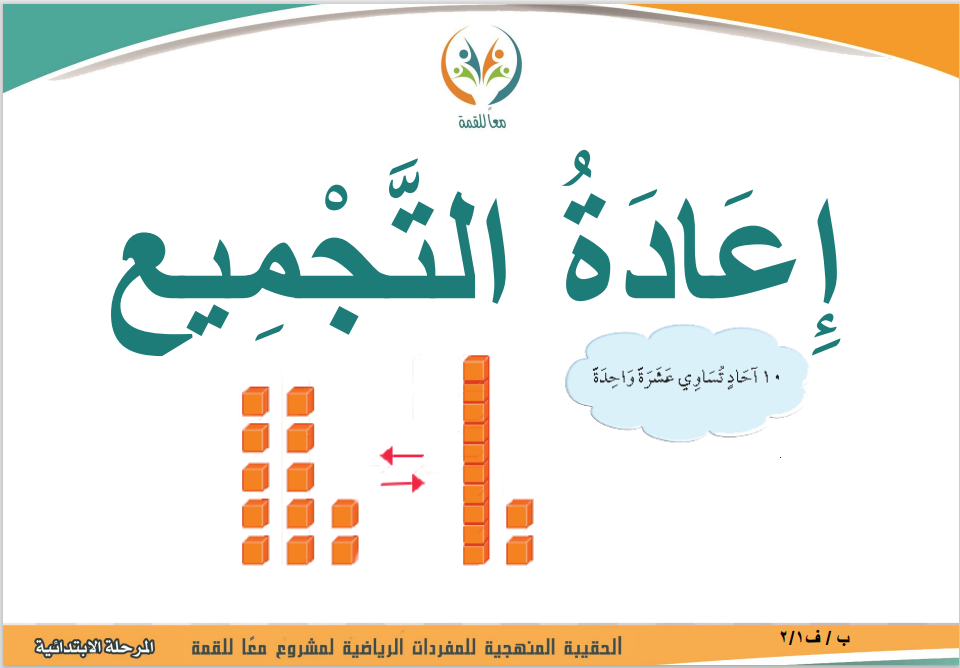 معاً للقمة
إِعَادَةُ التَّجْمِيع
١٠ آحَادٍ تُسَاوِي عَشَرَةً وَاحِدَةً
ب / ف٢/١
الحقيبة المنهجية للمفردات الرياضية لمشروع معًا للقمة
المرحلة الابتدائية